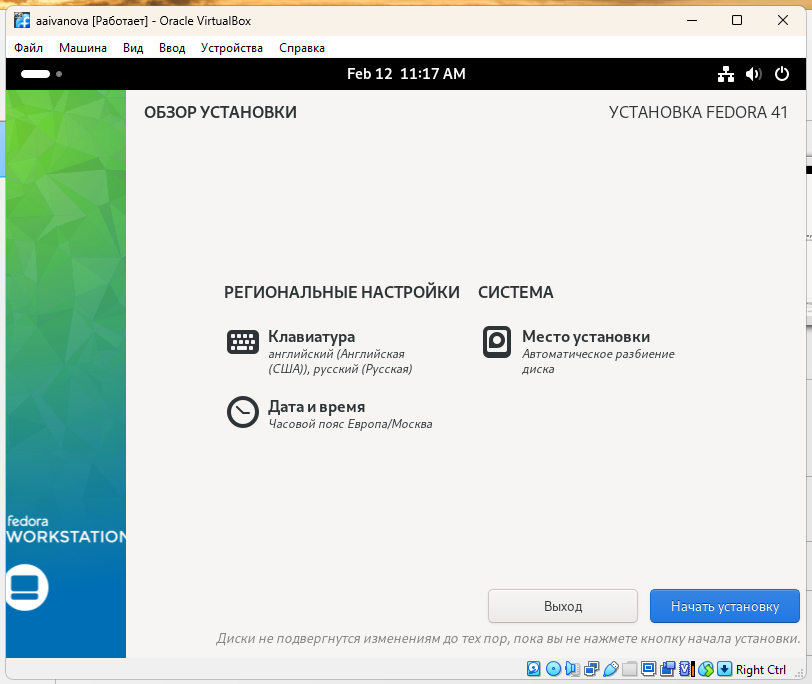 aaivanova [Работает] - Oracle VirtualBox
Файл Машина Вид Ввод Устройства Справка
Feb 12 11:17 AM
ОБЗОР УСТАНОВКИ
УСТАНОВКА FEDORA 41
РЕГИОНАЛЬНЫЕ НАСТРОЙКИ
Клавиатура
английский (Английская
(США)), русский (Русская)
Дата и время
Часовой пояс Европа/Москва
СИСТЕМА
Место установки
Автоматическое разбиение
диска
fedora
WORKSTATION
Выход
Начать установку
Диски не подвергнутся изменениям до тех пор, пока вы не нажмете кнопку начала установки.
Right Ctrl